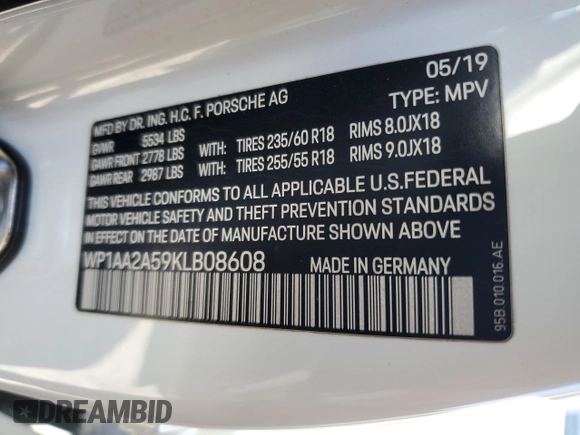 05/19
MFD BY DR. ING. H.C. F. PORSCHE AG TYPE: MPV
GVWR 5534 LBS
GAWR FRONT 2778 LBS WITH: TIRES 235/60 R18 RIMS 8.0JX18
GAWR REAR 2987 LBS WITH: TIRES 255/55 R18 RIMS 9.0JX18
THIS VEHICLE CONFORMS TO ALL APPLICABLE U.S.FEDERAL
MOTOR VEHICLE SAFETY AND THEFT PREVENTION STANDARDS
IN EFFECT ON THE DATE OF MANUFACTURE SHOWN ABOVE
WP1AA2A59KLB08608 MADE IN GERMANY
95B.010.016.AE
DREAMBID